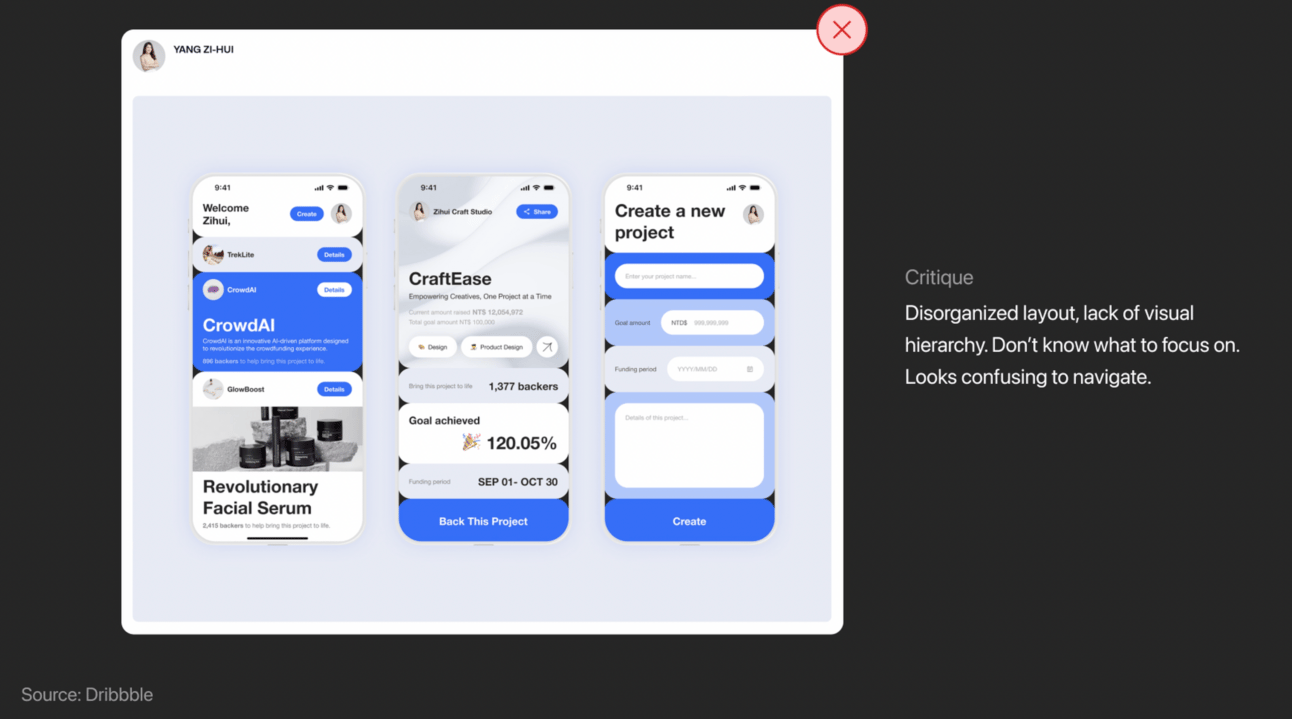 YANG ZI-HUI
9:41
Welcome
Zihui,
Create
TrekLite
Details
CrowdAI
Details
CrowdAI
CrowdAI is an innovative AI-driven platform designed
to revolutionize the crowdfunding experience.
896 backers to help bring this project to life.
GlowBoost
Details
Revolutionary
Facial Serum
2,415 backers to help bring this project to life.
9:41
Zihui Craft Studio
Share
CraftEase
Empowering Creatives, One Project at a Time
Current amount raised NT$ 12,054,972
Total goal amount NT$ 100,000
Design
Product Design
Bring this project to life
1,377 backers
Goal achieved
120.05%
Funding period
SEP 01- OCT 30
Back This Project
9:41
Create a new
project
Enter your project name...
Goal amount
NTD$ 999,999,999
Funding period
YYYY/MM/DD
Details of this project...
Create
Critique
Disorganized layout, lack of visual
hierarchy. Don’t know what to focus on.
Looks confusing to navigate.
Source: Dribbble